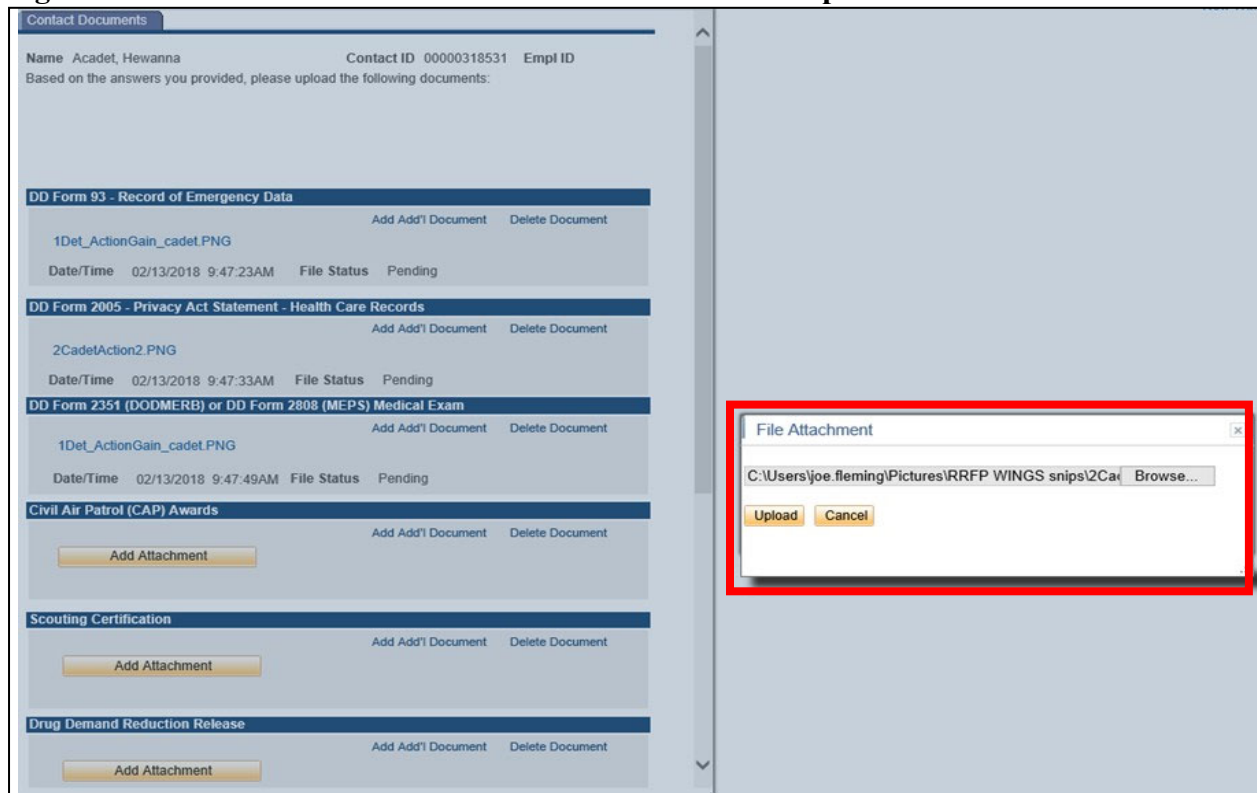 Contact Documents
Name Acadet, Hewanna Contact ID 00000318531 Empl ID
Based on the answers you provided, please upload the following documents:
DD Form 93 - Record of Emergency Data
Add Add'l Document Delete Document
1Det_ActionGain_cadet.PNG
Date/Time 02/13/2018 9:47:23AM File Status Pending
DD Form 2005 - Privacy Act Statement - Health Care Records
Add Add'l Document Delete Document
2CadetAction2.PNG
Date/Time 02/13/2018 9:47:33AM File Status Pending
DD Form 2351 (DODMERB) or DD Form 2808 (MEPS) Medical Exam
Add Add'l Document Delete Document
1Det_ActionGain_cadet.PNG
Date/Time 02/13/2018 9:47:49AM File Status Pending
Civil Air Patrol (CAP) Awards
Add Add'l Document Delete Document
Add Attachment
Scouting Certification
Add Add'l Document Delete Document
Add Attachment
Drug Demand Reduction Release
Add Add'l Document Delete Document
Add Attachment
File Attachment
C:\Users\joe.fleming\Pictures\RRFP WINGS snips\2Ca Browse...
Upload Cancel